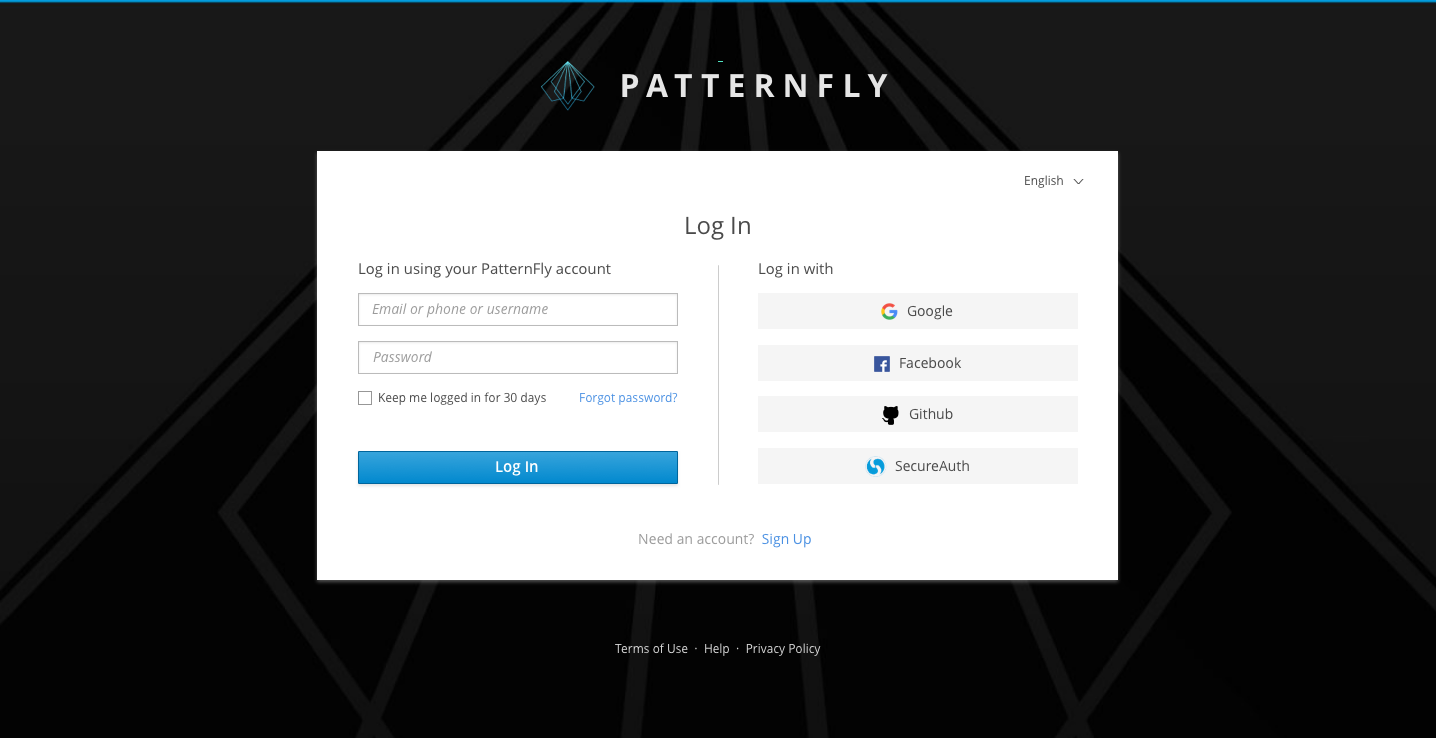 PATTERNFLY
English
Log In
Log in using your PatternFly account
Email or phone or username
Password
Keep me logged in for 30 days
Forgot password?
Log In
Log in with
Google
Facebook
Github
SecureAuth
Need an account? Sign Up
Terms of Use · Help · Privacy Policy